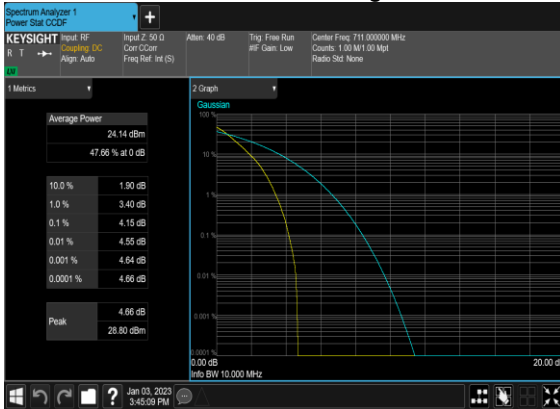 Spectrum Analyzer 1
Power Stat CCDF
KEYSIGHT
R T
Input: RF
Coupling: DC
Align: Auto
Input Z: 50 Ω
Corr CCorr
Freq Ref: Int (S)
Atten: 40 dB
Trig: Free Run
#IF Gain: Low
Center Freq: 711.000000 MHz
Counts: 1.00 M/1.00 Mpt
Radio Std: None
1 Metrics
Average Power
24.14 dBm
47.66 % at 0 dB
10.0 % 1.90 dB
1.0 % 3.40 dB
0.1 % 4.15 dB
0.01 % 4.55 dB
0.001 % 4.64 dB
0.0001 % 4.66 dB
Peak
4.66 dB
28.80 dBm
2 Graph
Gaussian
100 %
10 %
1 %
0.1 %
0.01 %
0.001 %
0.0001 %
0.00 dB
20.00 d
Info BW 10.000 MHz
Jan 03, 2023
3:45:09 PM